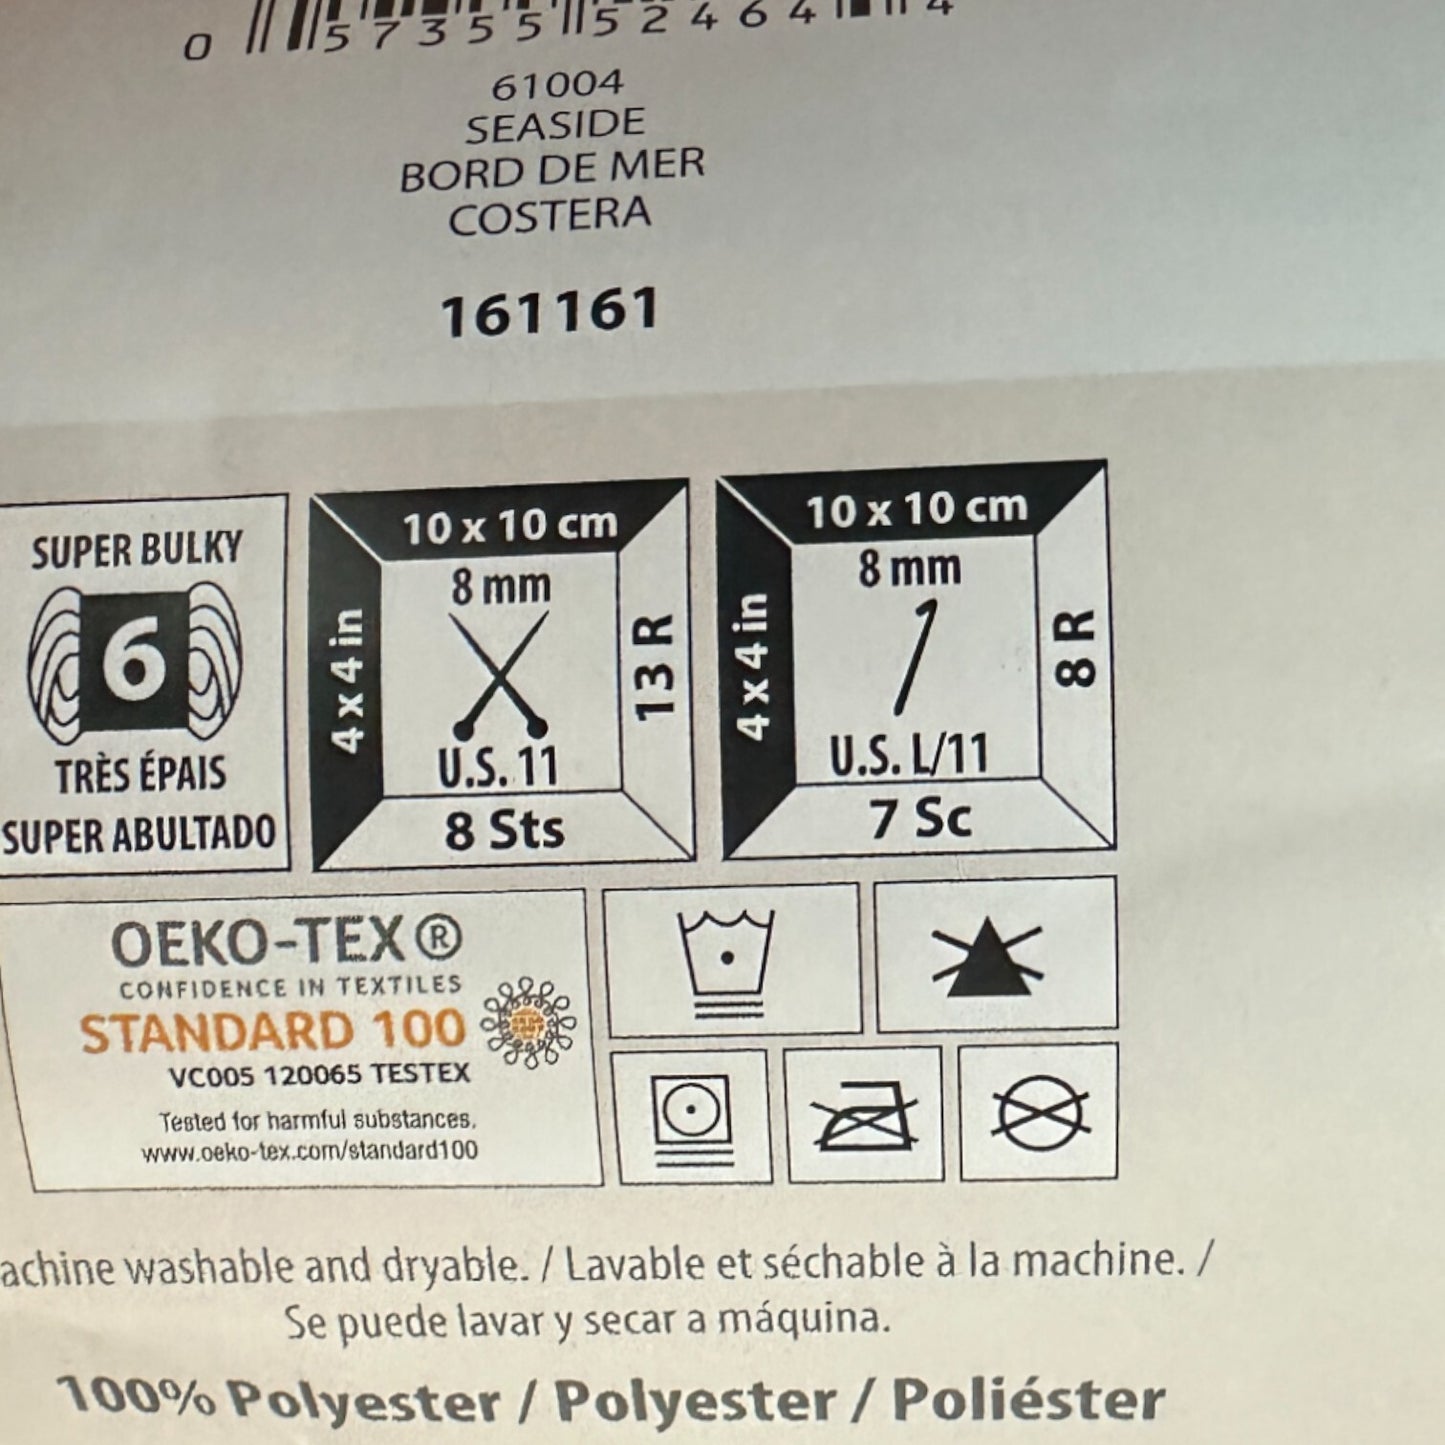 0 57355 52464 4
61004
SEASIDE
BORD DE MER
COSTERA
161161
SUPER BULKY
6
TRÈS ÉPAIS
SUPER ABULTADO
10 x 10 cm
4 x 4 in
8 mm
13 R
U.S. 11
8 Sts
10 x 10 cm
4 x 4 in
8 mm
8 R
U.S. L/11
7 Sc
OEKO-TEX®
CONFIDENCE IN TEXTILES
STANDARD 100
VC005 120065 TESTEX
Tested for harmful substances.
www.oeko-tex.com/standard100
achine washable and dryable. / Lavable et séchable à la machine. /
Se puede lavar y secar a máquina.
100% Polyester / Polyester / Poliéster